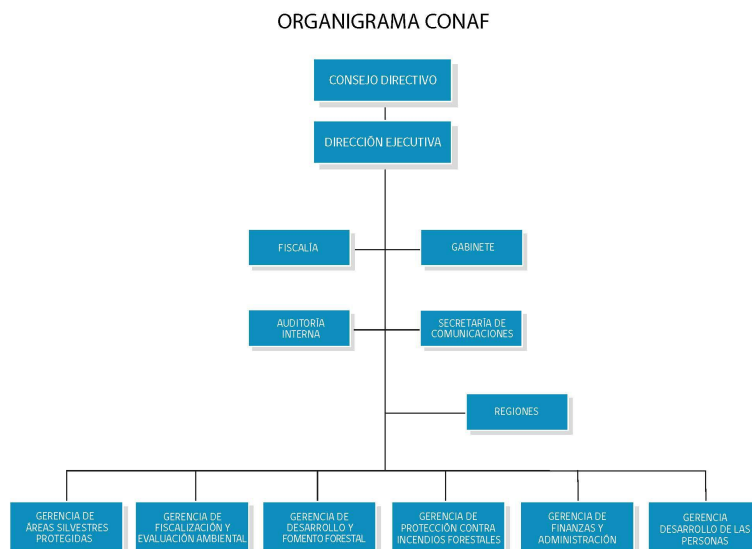 ORGANIGRAMA CONAF
CONSEJO DIRECTIVO
DIRECCIÓN EJECUTIVA
FISCALÍA
GABINETE
AUDITORÍA
INTERNA
SECRETARÍA DE
COMUNICACIONES
REGIONES
GERENCIA DE
ÁREAS SILVESTRES
PROTEGIDAS
GERENCIA DE
FISCALIZACIÓN Y
EVALUACIÓN AMBIENTAL
GERENCIA DE
DESARROLLO Y
FOMENTO FORESTAL
GERENCIA DE
PROTECCIÓN CONTRA
INCENDIOS FORESTALES
GERENCIA DE
FINANZAS Y
ADMINISTRACIÓN
GERENCIA
DESARROLLO DE LAS
PERSONAS